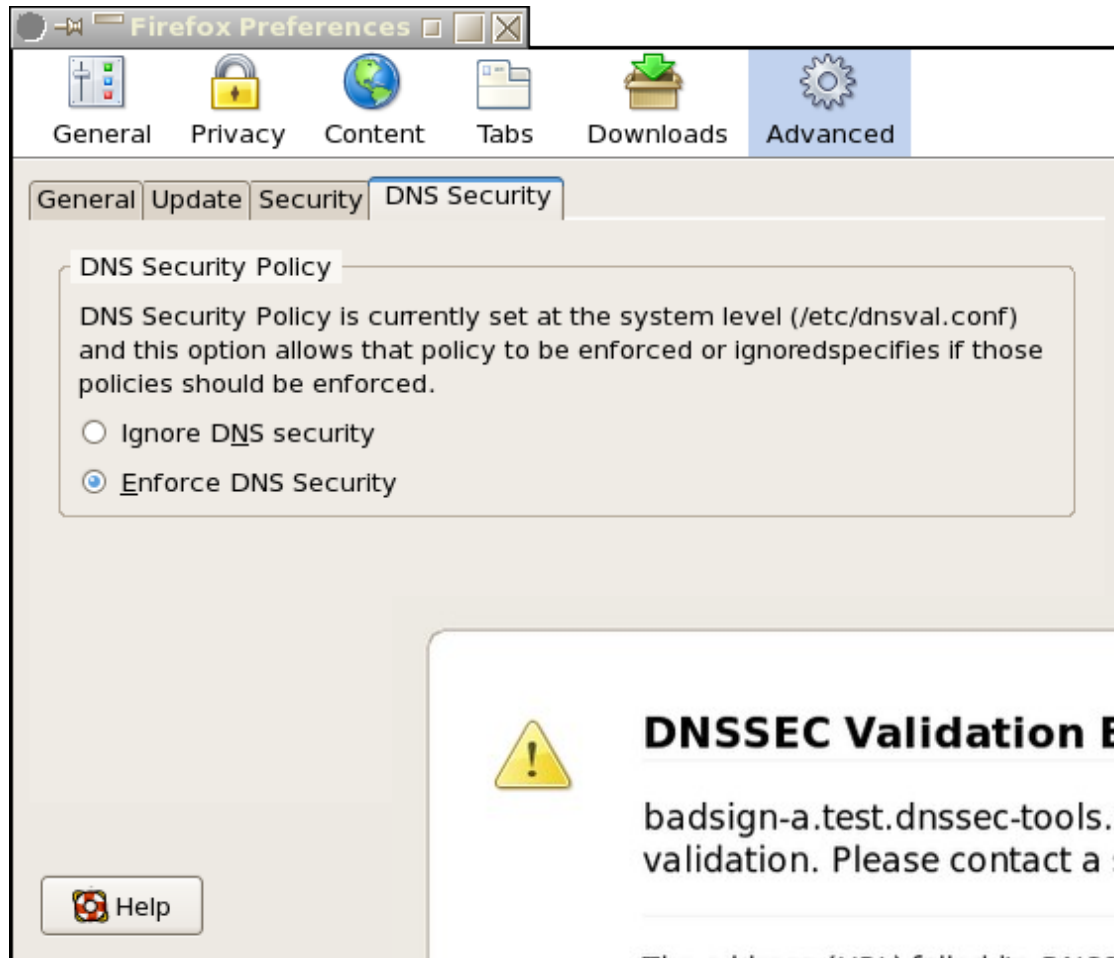 Firefox Preferences
General Privacy Content Tabs Downloads Advanced
General Update Security DNS Security
DNS Security Policy
DNS Security Policy is currently set at the system level (/etc/dnsval.conf)
and this option allows that policy to be enforced or ignoredspecifies if those
policies should be enforced.
Ignore DNS security
Enforce DNS Security
DNSSEC Validation
badsign-a.test.dnssec-tools.
validation. Please contact a
Help